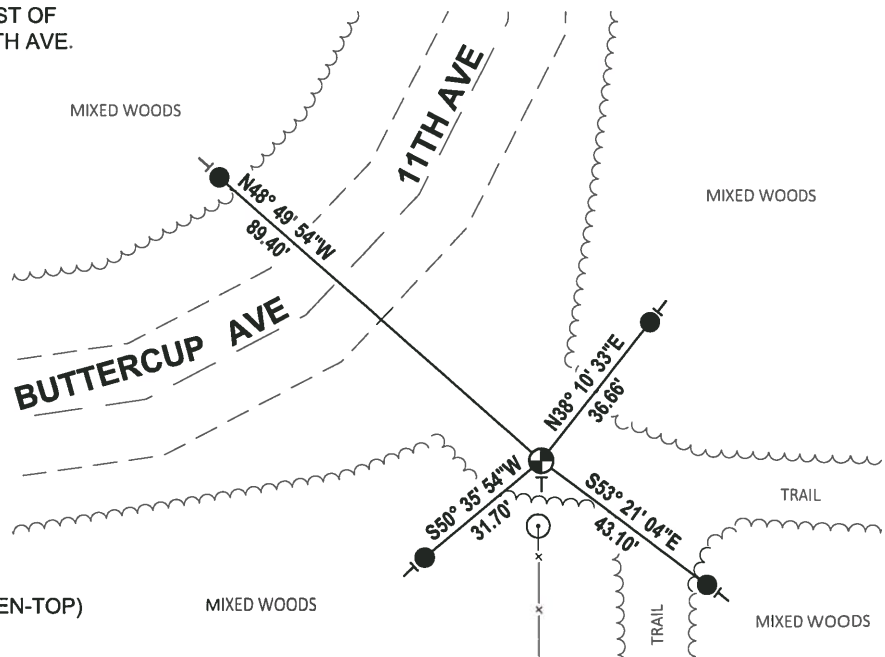 ST OF
TH AVE.
MIXED WOODS
11TH AVE
MIXED WOODS
N48° 49' 54"W
89.40'
BUTTERCUP AVE
N38° 10' 33"E
36.66'
S50° 35' 54"W
31.70'
S53° 21' 04"E
43.10'
TRAIL
EN-TOP)
MIXED WOODS
TRAIL
MIXED WOODS